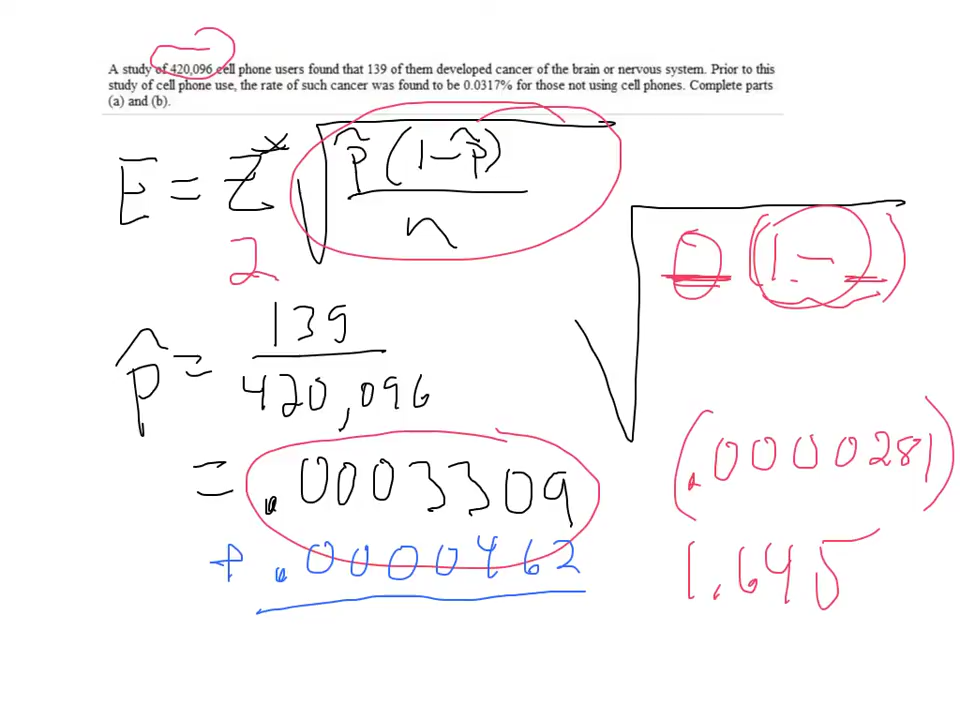 A study of 420,096 cell phone users found that 139 of them developed cancer of the brain or nervous system. Prior to this
study of cell phone use, the rate of such cancer was found to be 0.0317% for those not using cell phones. Complete parts
(a) and (b).
E = Z* √ p̂ (1-p̂)
n
2
(1- )
p̂ = 139
420,096
= .0003309
(.0000281)
+ .0000462
1.645